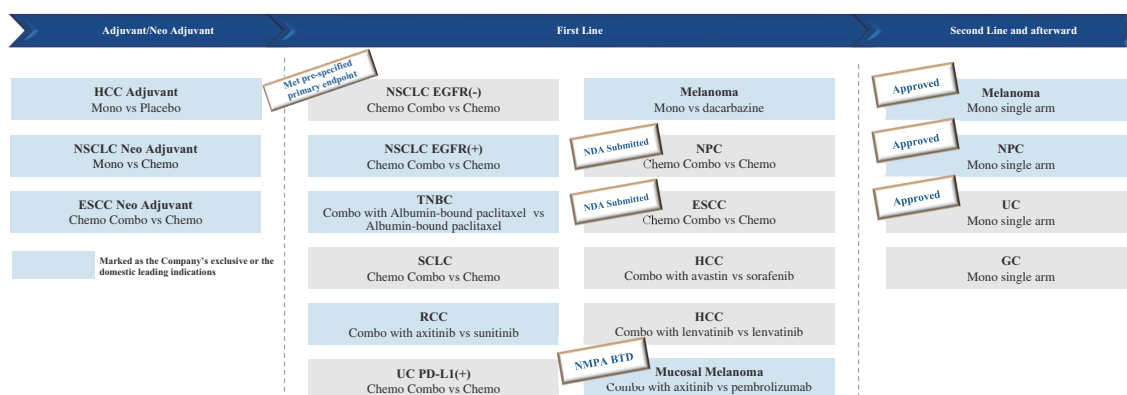 Adjuvant/Neo Adjuvant
First Line
Second Line and afterward
HCC Adjuvant
Mono vs Placebo
NSCLC Neo Adjuvant
Mono vs Chemo
ESCC Neo Adjuvant
Chemo Combo vs Chemo
Marked as the Company's exclusive or the
domestic leading indications
Met pre-specified
primary endpoint
NSCLC EGFR(-)
Chemo Combo vs Chemo
NSCLC EGFR(+)
Chemo Combo vs Chemo
TNBC
Combo with Albumin-bound paclitaxel vs
Albumin-bound paclitaxel
SCLC
Chemo Combo vs Chemo
RCC
Combo with axitinib vs sunitinib
UC PD-L1(+)
Chemo Combo vs Chemo
Melanoma
Mono vs dacarbazine
NDA Submitted
NPC
Chemo Combo vs Chemo
NDA Submitted
ESCC
Chemo Combo vs Chemo
HCC
Combo with avastin vs sorafenib
HCC
Combo with lenvatinib vs lenvatinib
NMPA BTD
Mucosal Melanoma
Combo with axitinib vs pembrolizumab
Approved
Melanoma
Mono single arm
Approved
NPC
Mono single arm
Approved
UC
Mono single arm
GC
Mono single arm